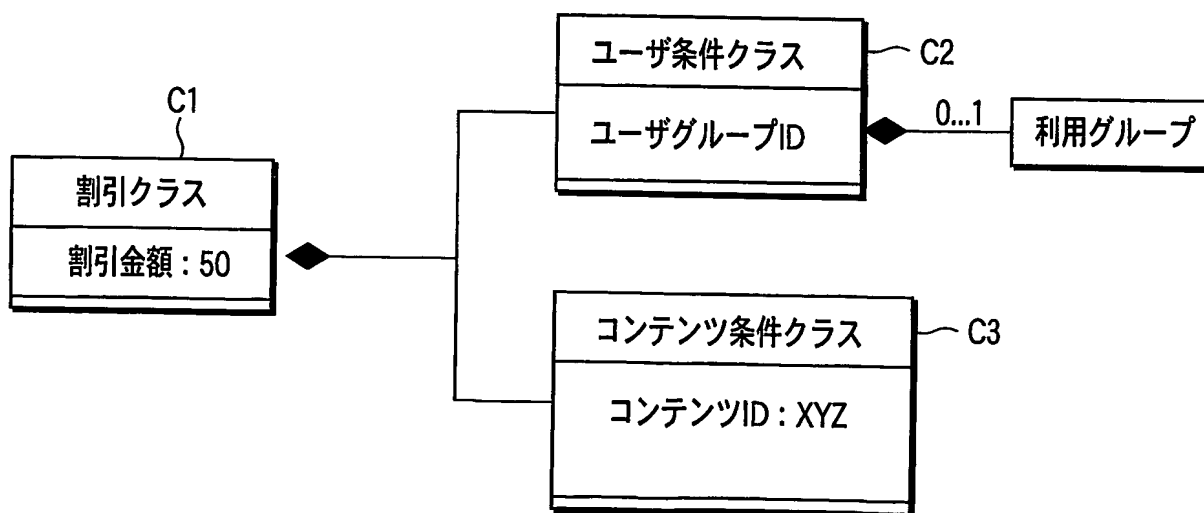 C1
割引クラス
割引金額:50
ユーザ条件クラス
C2
ユーザグループID
0...1
利用グループ
コンテンツ条件クラス
C3
コンテンツID:XYZ